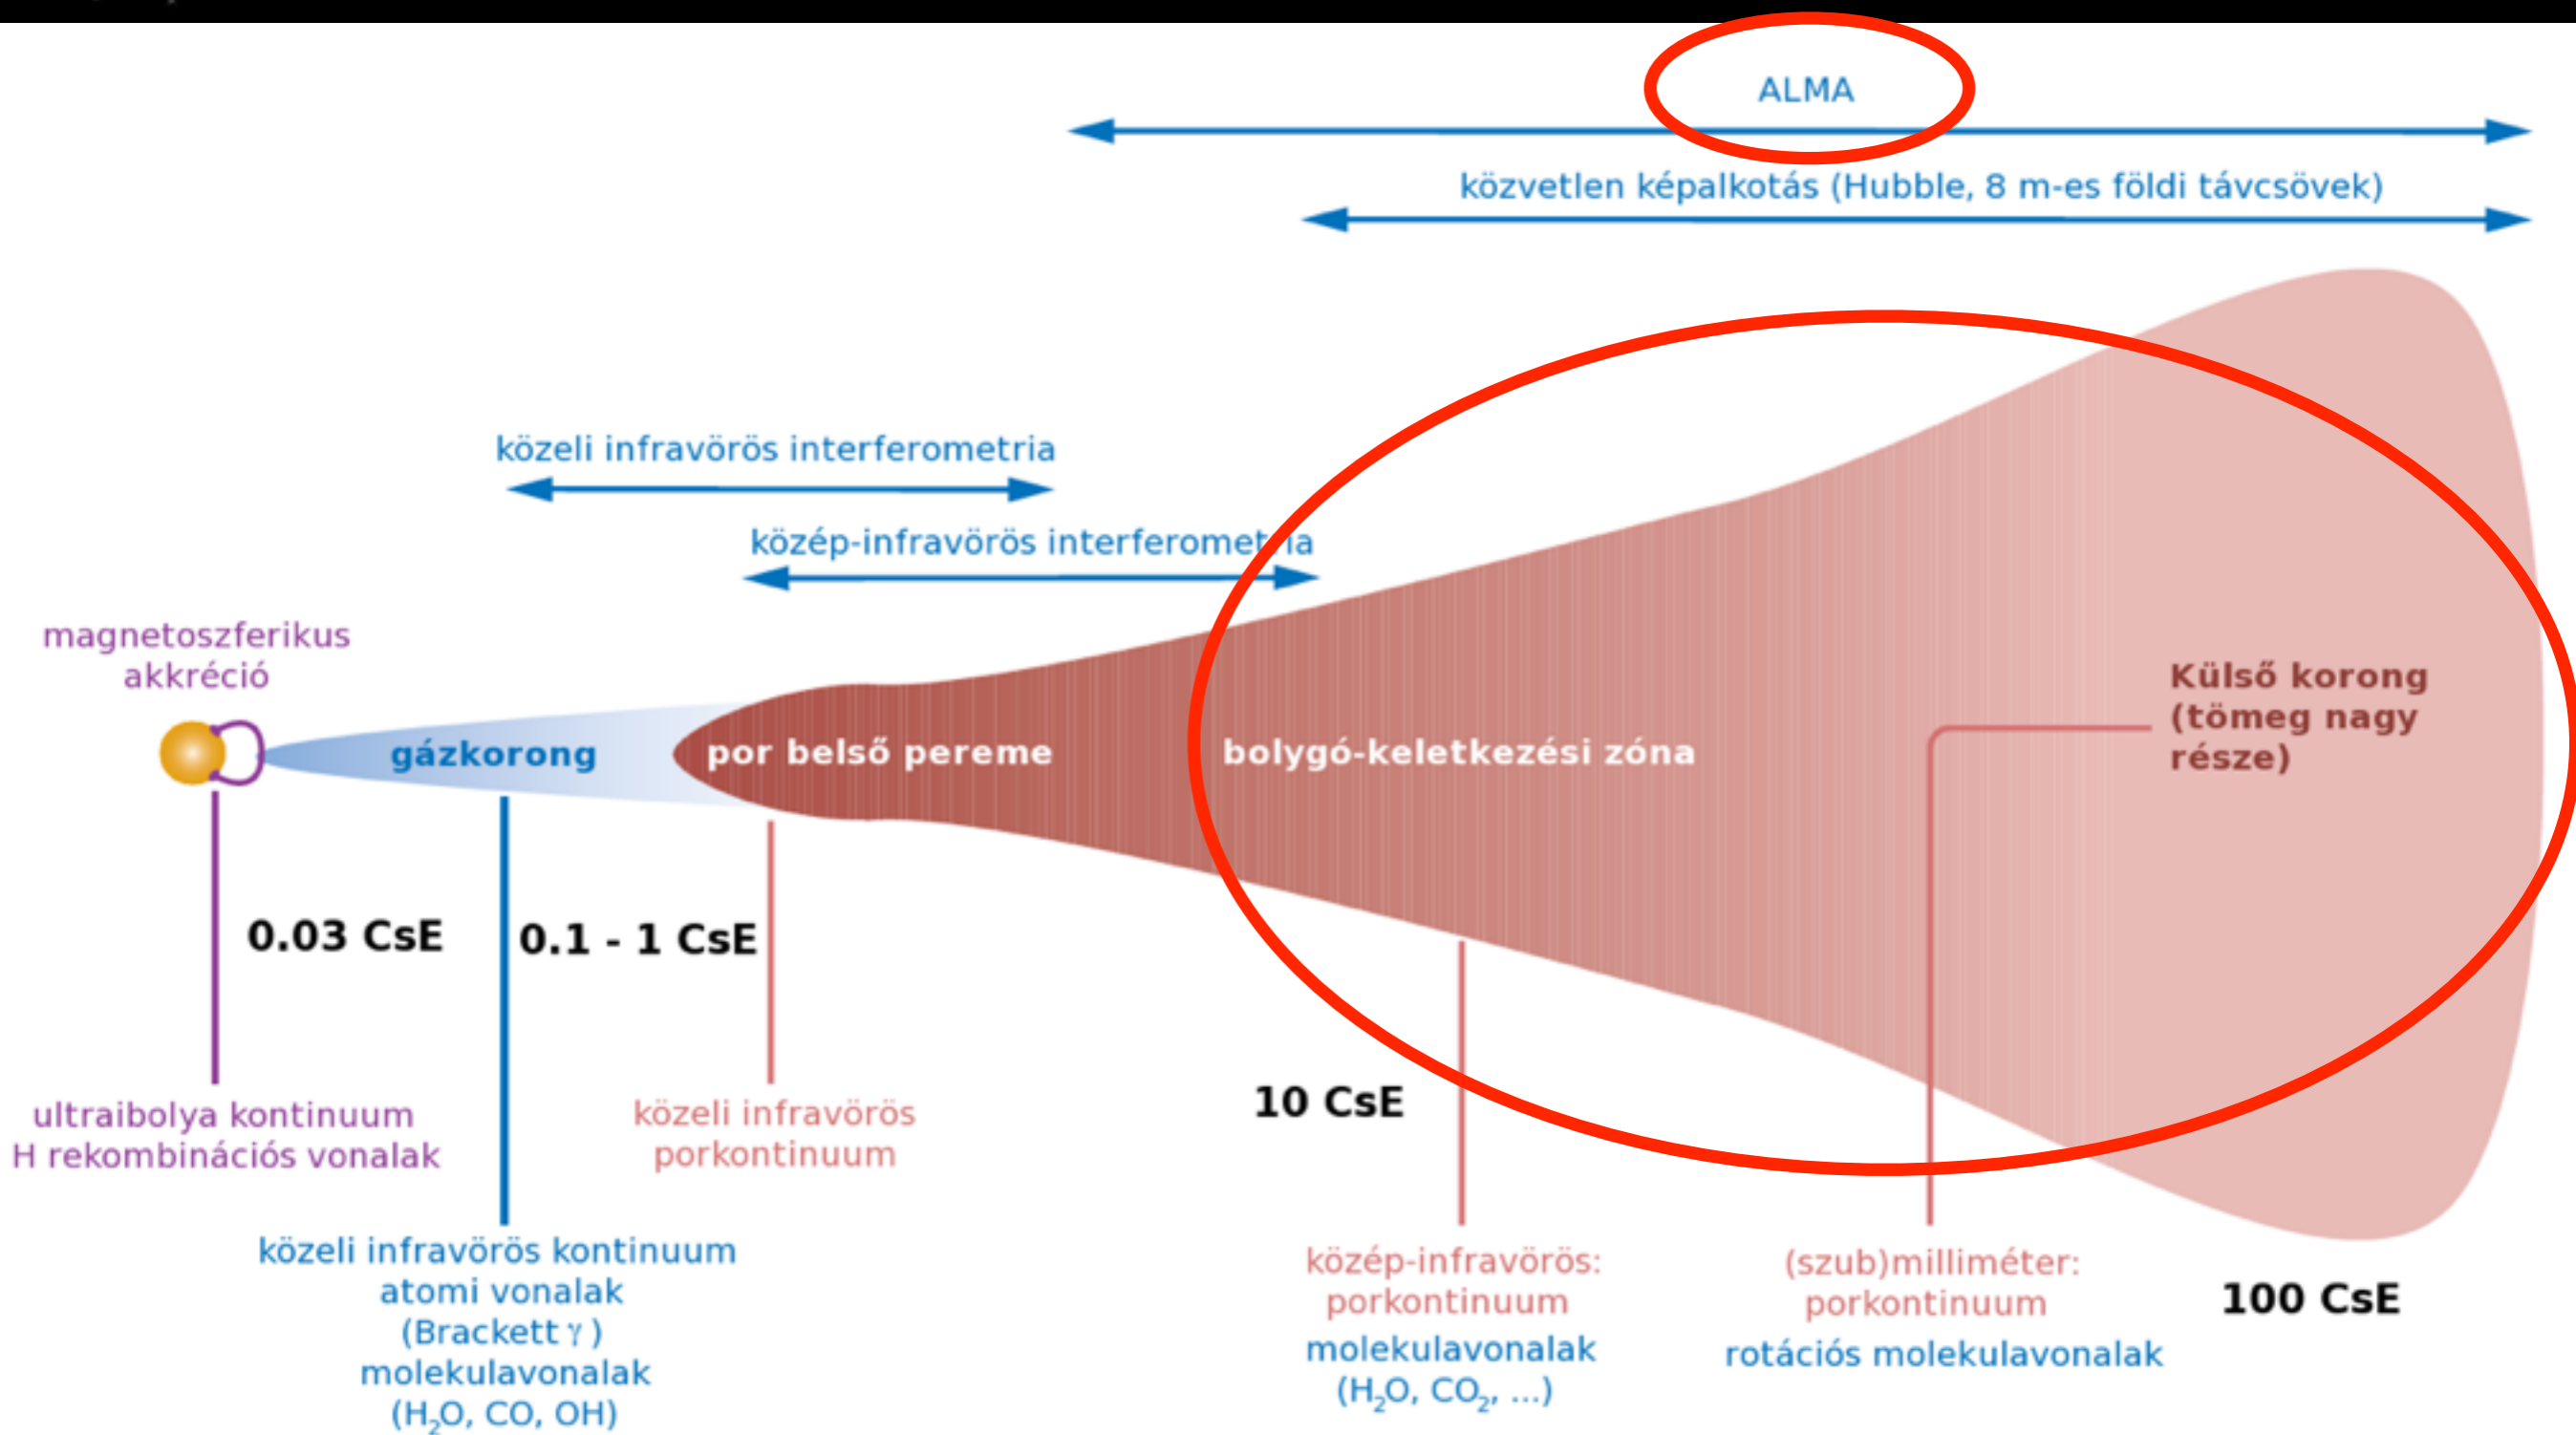 ALMA
közvetlen képalkotás (Hubble, 8 m-es földi távcsövek)
közeli infravörös interferometria
közép-infravörös interferometria
magnetoszferikus
akkréció
gázkorong
por belső pereme
bolygó-keletkezési zóna
Külső korong
(tömeg nagy
része)
0.03 CsE
0.1 - 1 CsE
10 CsE
100 CsE
ultraibolya kontinuum
H rekombinációs vonalak
közeli infravörös
porkontinuum
közeli infravörös kontinuum
atomi vonalak
(Brackett γ )
molekulavonalak
(H₂O, CO, OH)
közép-infravörös:
porkontinuum
molekulavonalak
(H₂O, CO₂, ...)
(szub)milliméter:
porkontinuum
rotációs molekulavonalak